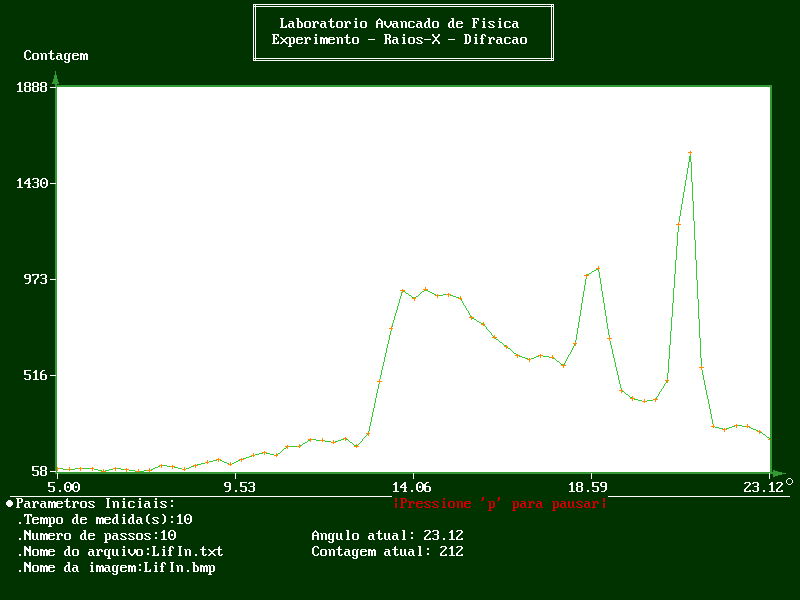 Laboratorio Avancado de Fisica
Experimento - Raios-X - Difracao
Contagem
1888
1430
973
516
58
5.00 9.53 14.06 18.59 23.12°
Parametros Iniciais: |Pressione 'p' para pausar|
.Tempo de medida(s):10
.Numero de passos:10 Angulo atual: 23.12
.Nome do arquivo:LifIn.txt Contagem atual: 212
.Nome da imagem:LifIn.bmp